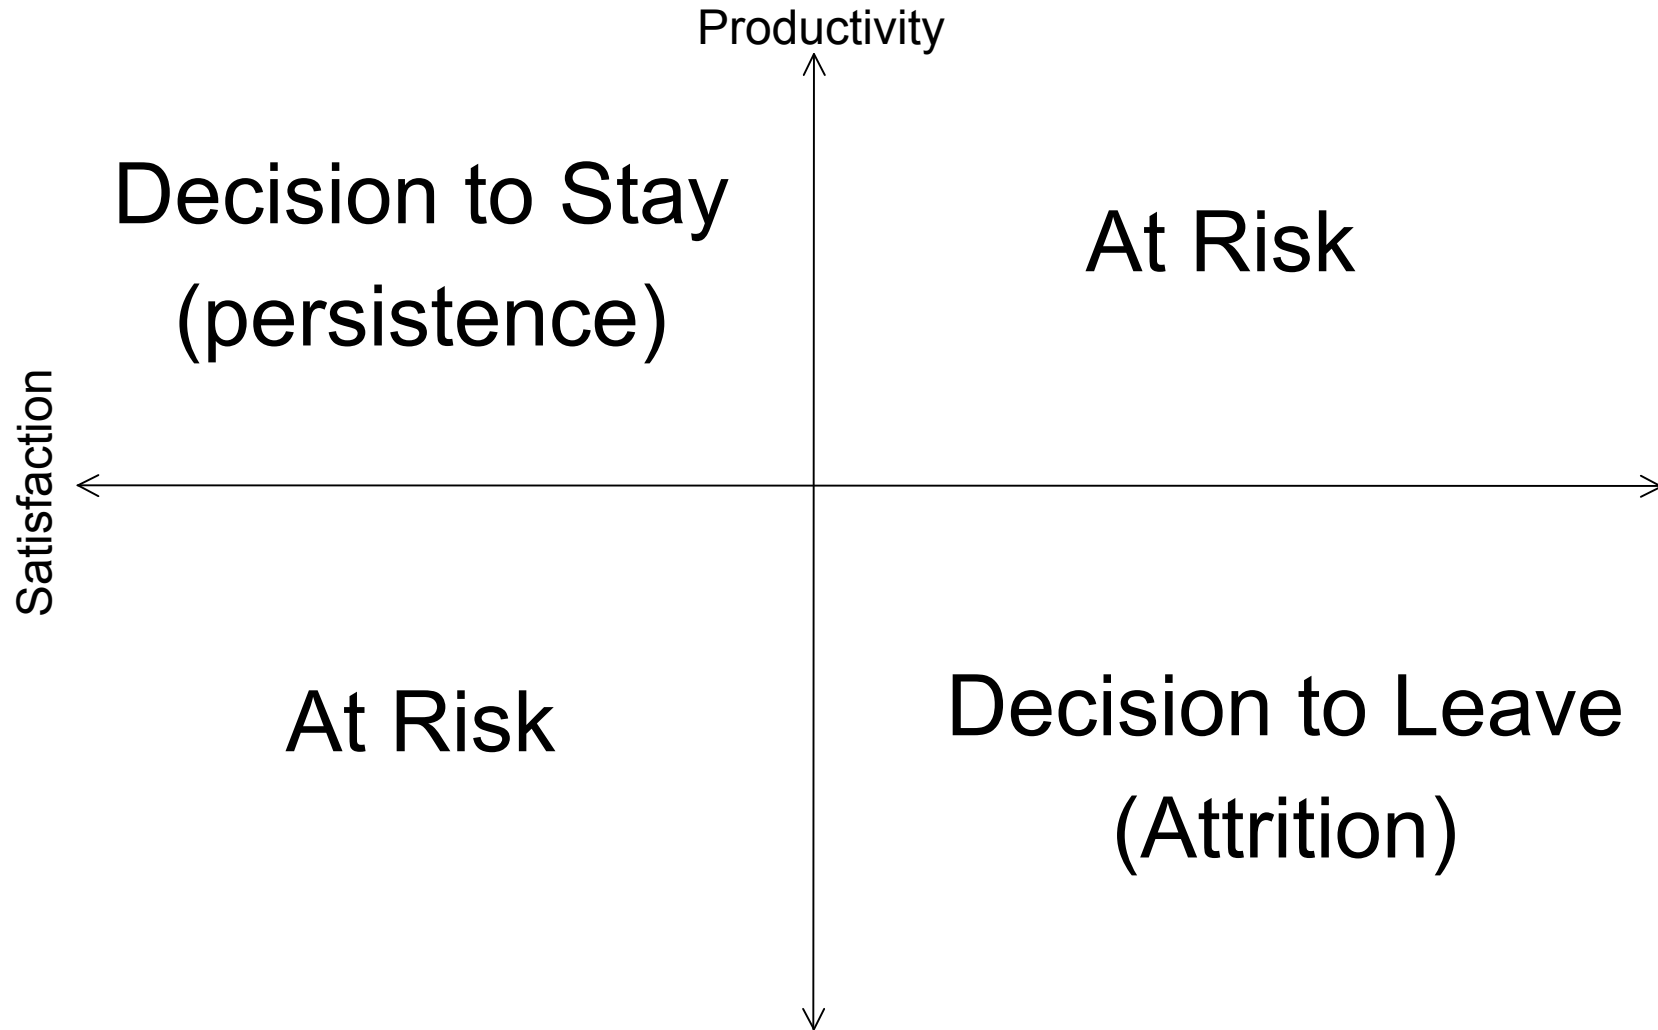 Productivity
Decision to Stay
(persistence)
At Risk
Satisfaction
At Risk
Decision to Leave
(Attrition)